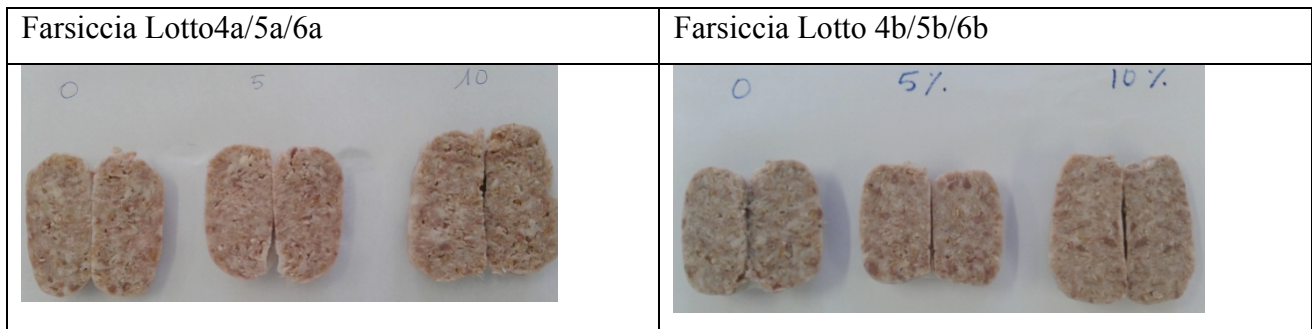 Farsiccia Lotto4a/5a/6a
Farsiccia Lotto 4b/5b/6b
0 5 10
0 5% 10%